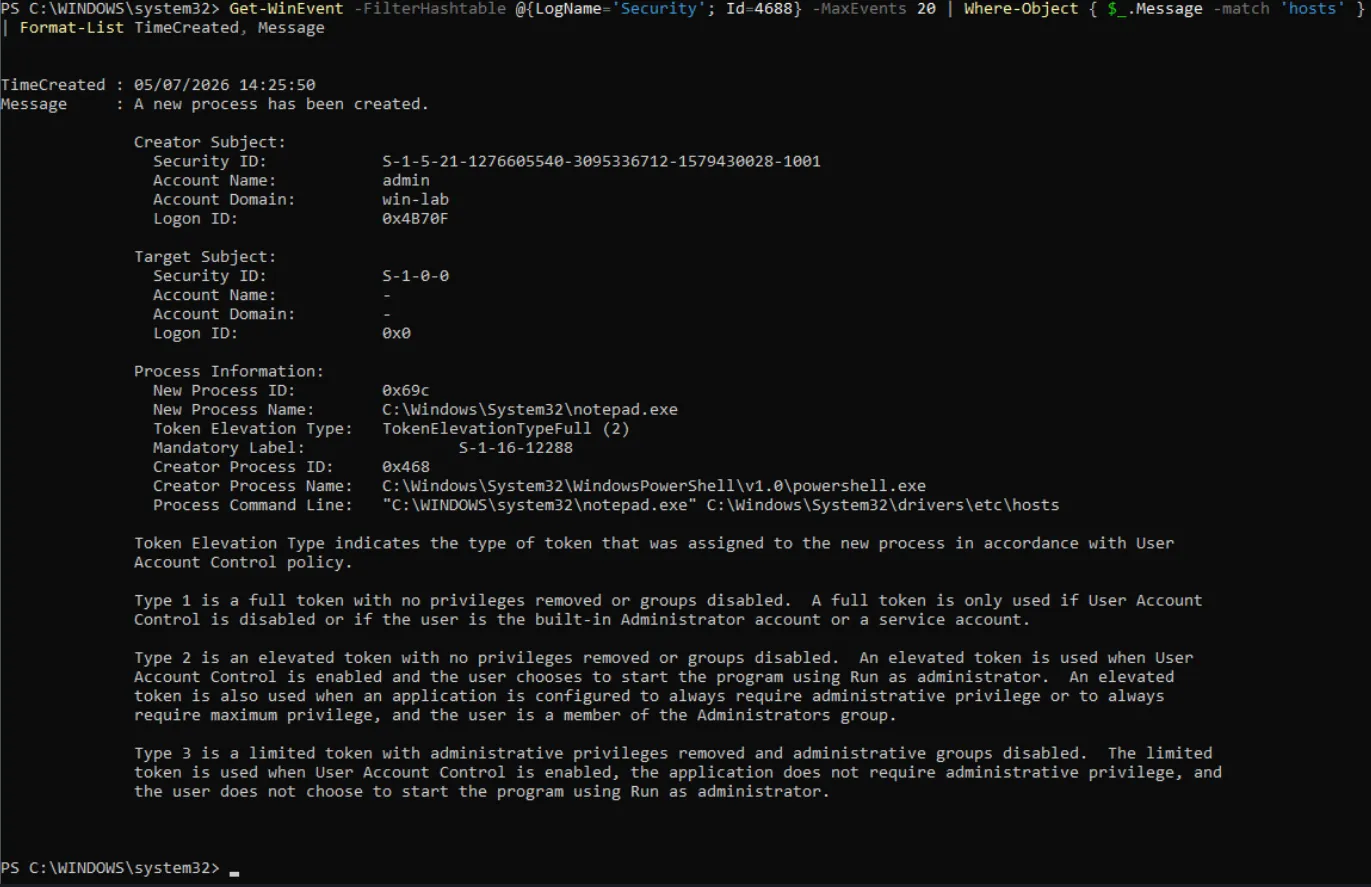 PS C:\WINDOWS\system32> Get-WinEvent -FilterHashtable @{LogName='Security'; Id=4688} -MaxEvents 20 | Where-Object { $_.Message -match 'hosts' }
| Format-List TimeCreated, Message
TimeCreated : 05/07/2026 14:25:50
Message     : A new process has been created.
Creator Subject:
Security ID: S-1-5-21-1276605540-3095336712-1579430028-1001
Account Name: admin
Account Domain: win-lab
Logon ID: 0x4B70F
Target Subject:
Security ID: S-1-0-0
Account Name: -
Account Domain: -
Logon ID: 0x0
Process Information:
New Process ID: 0x69c
New Process Name: C:\Windows\System32\notepad.exe
Token Elevation Type: TokenElevationTypeFull (2)
Mandatory Label: S-1-16-12288
Creator Process ID: 0x468
Creator Process Name: C:\Windows\System32\WindowsPowerShell\v1.0\powershell.exe
Process Command Line: "C:\WINDOWS\system32\notepad.exe" C:\Windows\System32\drivers\etc\hosts
Token Elevation Type indicates the type of token that was assigned to the new process in accordance with User
Account Control policy.
Type 1 is a full token with no privileges removed or groups disabled.  A full token is only used if User Account
Control is disabled or if the user is the built-in Administrator account or a service account.
Type 2 is an elevated token with no privileges removed or groups disabled.  An elevated token is used when User
Account Control is enabled and the user chooses to start the program using Run as administrator.  An elevated
token is also used when an application is configured to always require administrative privilege or to always
require maximum privilege, and the user is a member of the Administrators group.
Type 3 is a limited token with administrative privileges removed and administrative groups disabled.  The limited
token is used when User Account Control is enabled, the application does not require administrative privilege, and
the user does not choose to start the program using Run as administrator.
PS C:\WINDOWS\system32> _